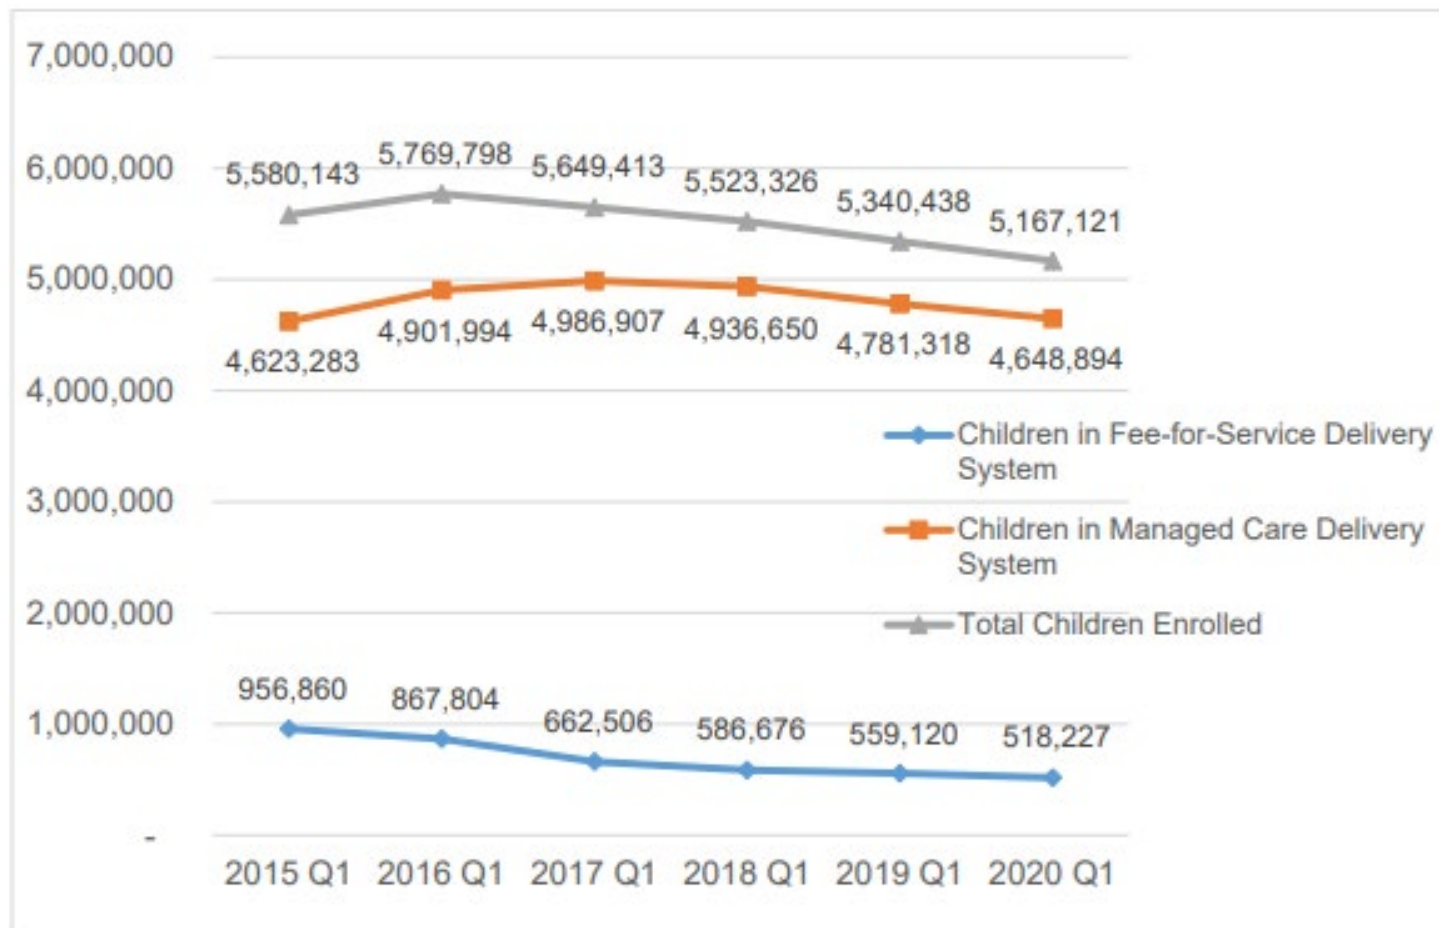 7,000,000
6,000,000
5,580,143 5,769,798 5,649,413 5,523,326 5,340,438 5,167,121
5,000,000
4,623,283 4,901,994 4,986,907 4,936,650 4,781,318 4,648,894
4,000,000
Children in Fee-for-Service Delivery
System
3,000,000
Children in Managed Care Delivery
System
2,000,000
Total Children Enrolled
956,860 867,804 662,506 586,676 559,120 518,227
1,000,000
-
2015 Q1 2016 Q1 2017 Q1 2018 Q1 2019 Q1 2020 Q1